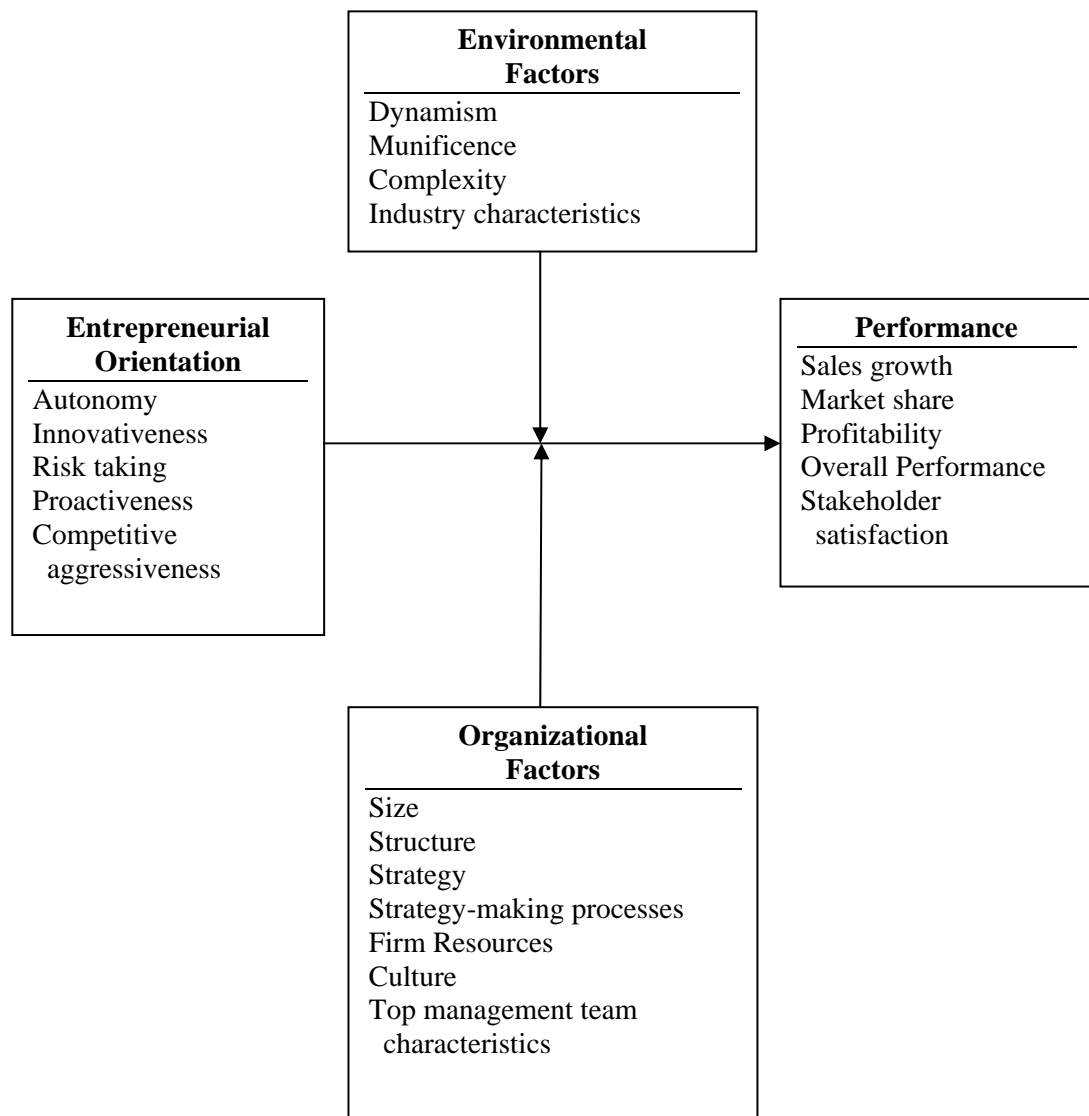 Environmental
Factors
Dynamism
Munificence
Complexity
Industry characteristics
Entrepreneurial
Orientation
Autonomy
Innovativeness
Risk taking
Proactiveness
Competitive
aggressiveness
Performance
Sales growth
Market share
Profitability
Overall Performance
Stakeholder
satisfaction
Organizational
Factors
Size
Structure
Strategy
Strategy-making processes
Firm Resources
Culture
Top management team
characteristics